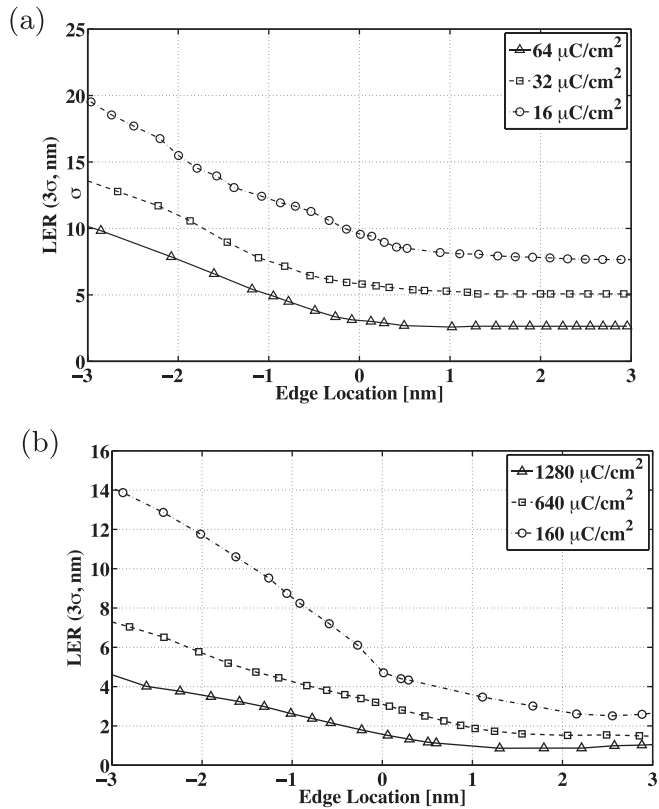 (a)
25
20
15
10
5
0
LER (3σ, nm)
σ
64 μC/cm²
32 μC/cm²
16 μC/cm²
−3 −2 −1 0 1 2 3
Edge Location [nm]
(b)
16
14
12
10
8
6
4
2
0
LER (3σ, nm)
1280 μC/cm²
640 μC/cm²
160 μC/cm²
−3 −2 −1 0 1 2 3
Edge Location [nm]